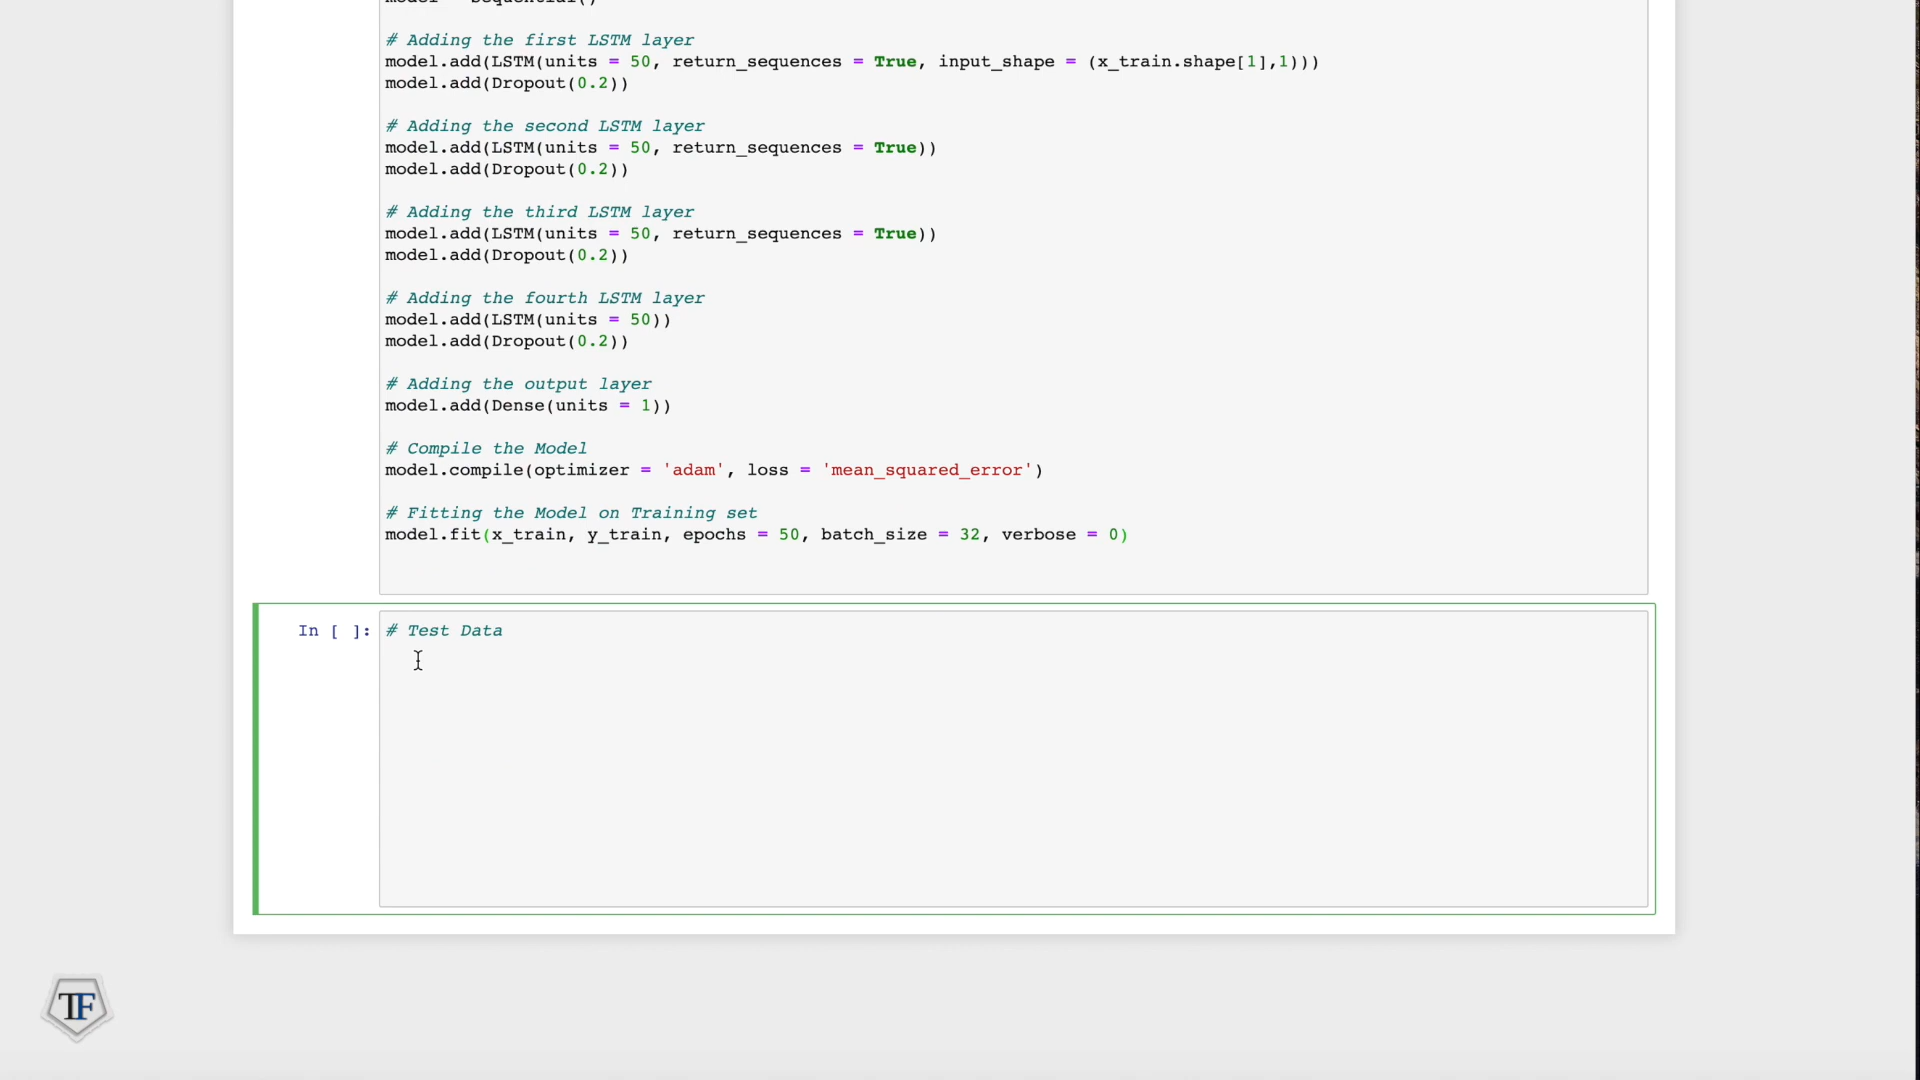 model = Sequential()
# Adding the first LSTM layer
model.add(LSTM(units = 50, return_sequences = True, input_shape = (x_train.shape[1],1)))
model.add(Dropout(0.2))
# Adding the second LSTM layer
model.add(LSTM(units = 50, return_sequences = True))
model.add(Dropout(0.2))
# Adding the third LSTM layer
model.add(LSTM(units = 50, return_sequences = True))
model.add(Dropout(0.2))
# Adding the fourth LSTM layer
model.add(LSTM(units = 50))
model.add(Dropout(0.2))
# Adding the output layer
model.add(Dense(units = 1))
# Compile the Model
model.compile(optimizer = 'adam', loss = 'mean_squared_error')
# Fitting the Model on Training set
model.fit(x_train, y_train, epochs = 50, batch_size = 32, verbose = 0)
In [ ]: # Test Data
TF